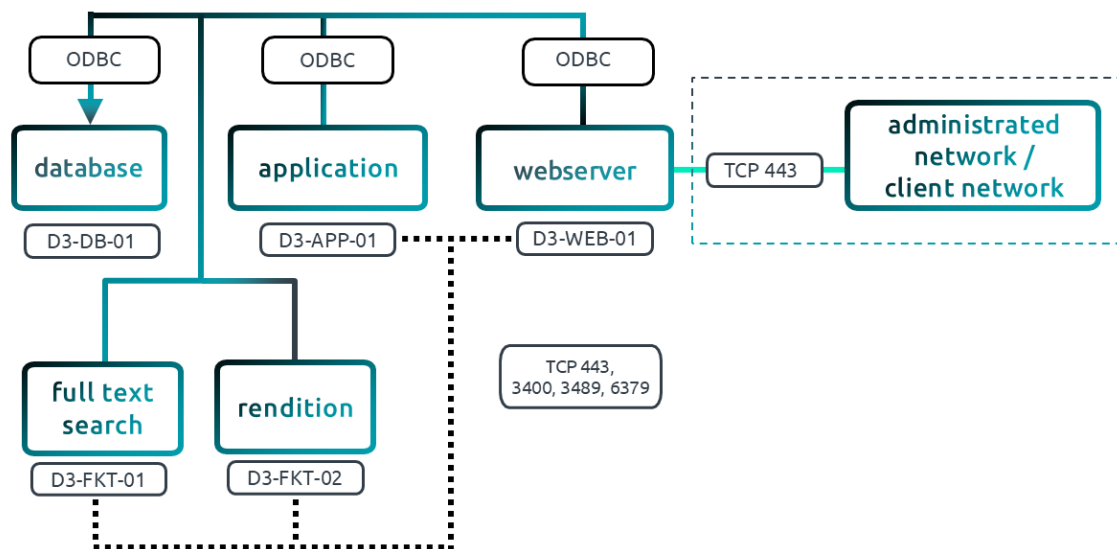 ODBC
ODBC
ODBC
database
application
webserver
TCP 443
administrated
network /
client network
D3-DB-01
D3-APP-01
D3-WEB-01
full text
search
rendition
TCP 443,
3400, 3489, 6379
D3-FKT-01
D3-FKT-02